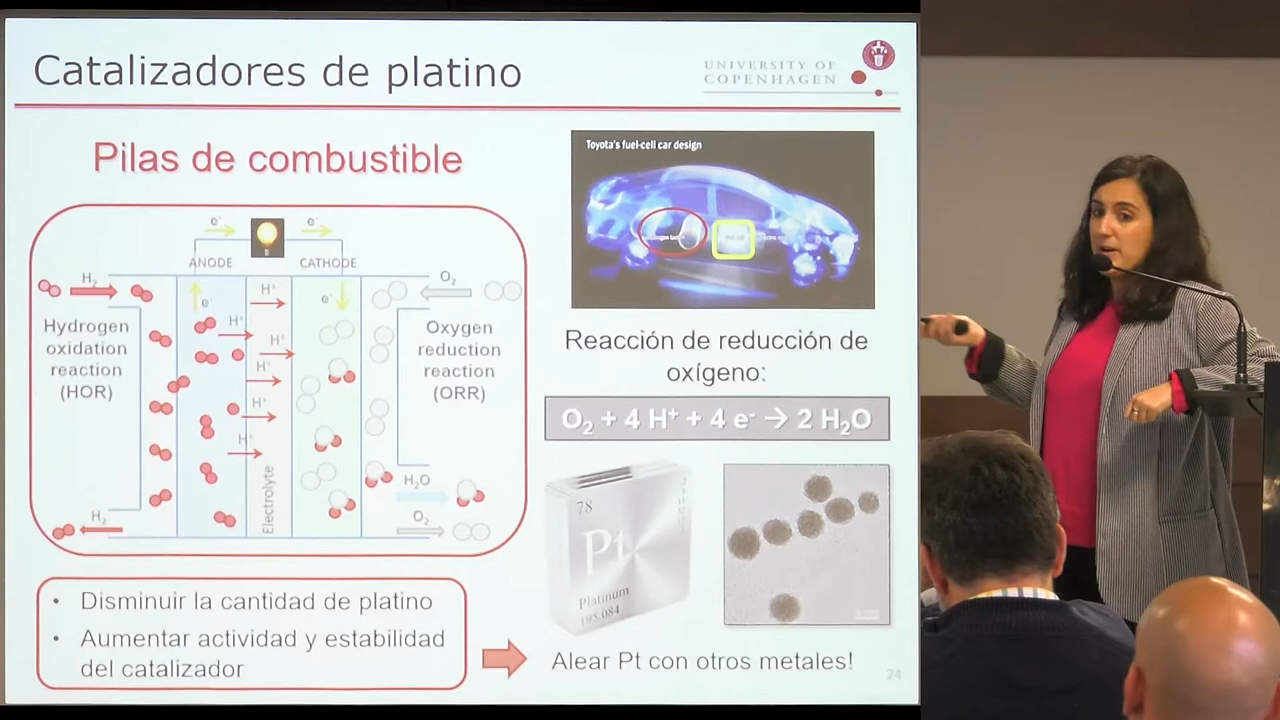 Catalizadores de platino
UNIVERSITY OF
COPENHAGEN
Pilas de combustible
Toyota's fuel-cell car design
e-
e-
ANODE
CATHODE
H₂
O₂
e-
H⁺
e-
H⁺
H⁺
H⁺
H⁺
H⁺
Hydrogen
oxidation
reaction
(HOR)
Oxygen
reduction
reaction
(ORR)
Electrolyte
H₂O
H₂
O₂
Reacción de reducción de
oxígeno:
O₂ + 4 H⁺ + 4 e⁻ → 2 H₂O
78
Pt
Platinum
195.084
• Disminuir la cantidad de platino
• Aumentar actividad y estabilidad
del catalizador
Alear Pt con otros metales!
24